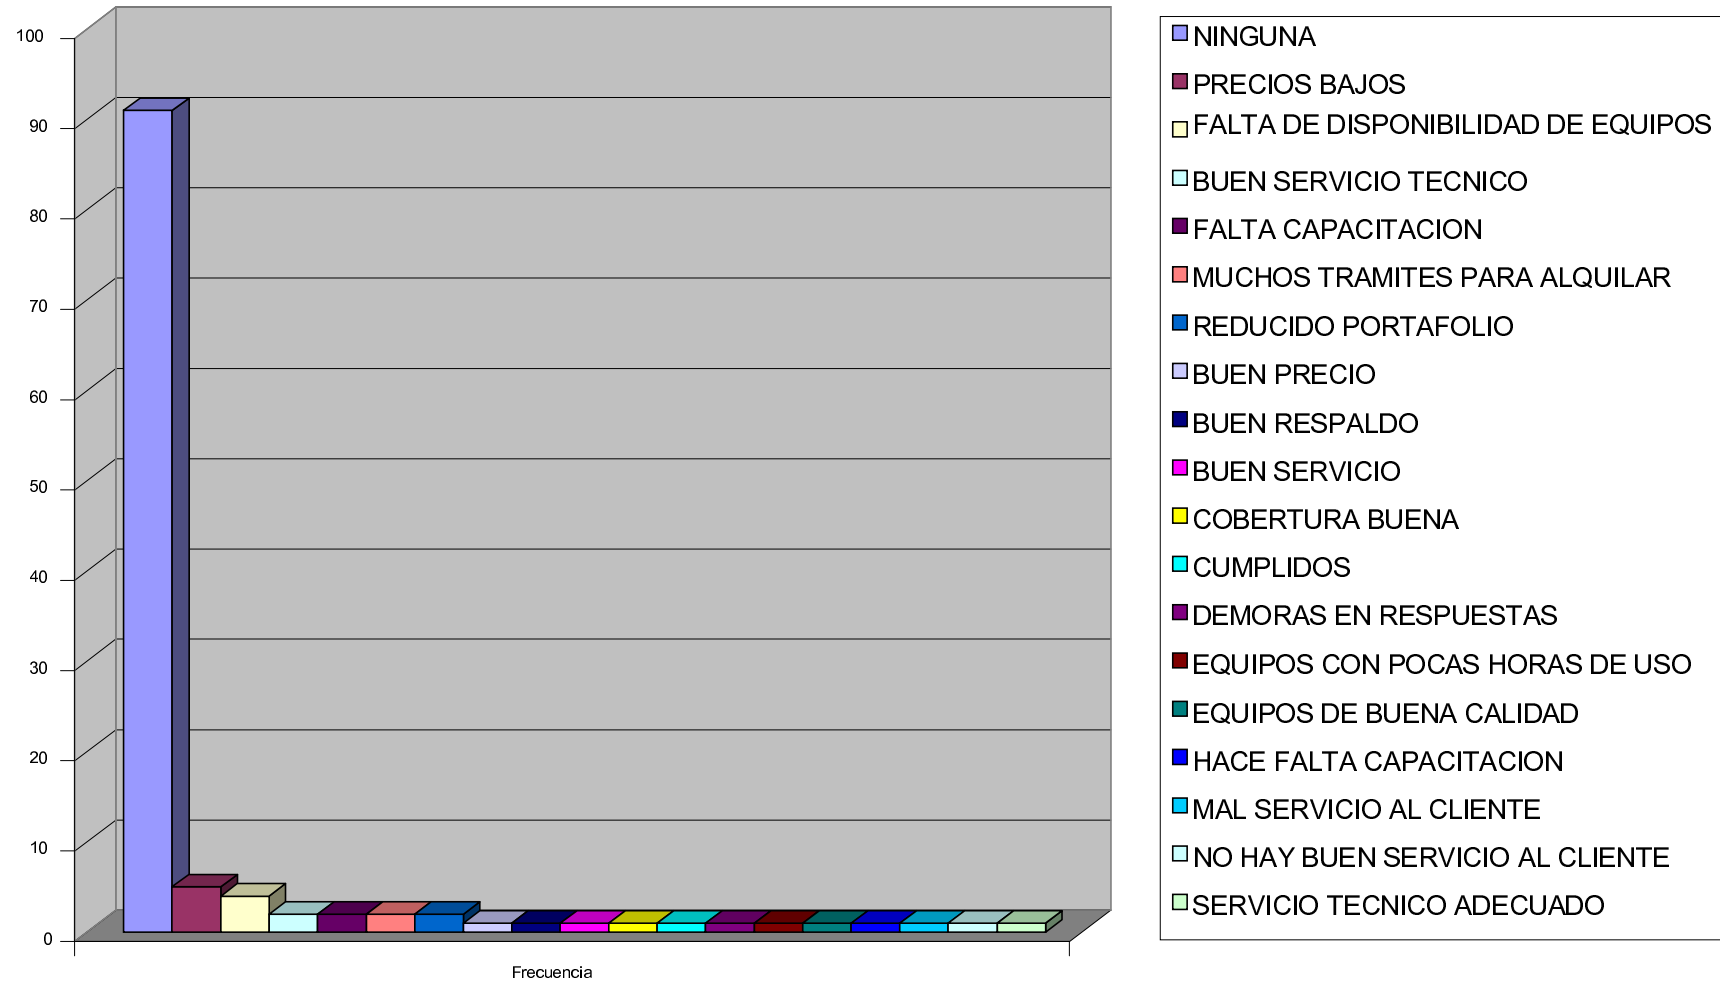 100
90
80
70
60
50
40
30
20
10
0
Frecuencia
NINGUNA
PRECIOS BAJOS
FALTA DE DISPONIBILIDAD DE EQUIPOS
BUEN SERVICIO TECNICO
FALTA CAPACITACION
MUCHOS TRAMITES PARA ALQUILAR
REDUCIDO PORTAFOLIO
BUEN PRECIO
BUEN RESPALDO
BUEN SERVICIO
COBERTURA BUENA
CUMPLIDOS
DEMORAS EN RESPUESTAS
EQUIPOS CON POCAS HORAS DE USO
EQUIPOS DE BUENA CALIDAD
HACE FALTA CAPACITACION
MAL SERVICIO AL CLIENTE
NO HAY BUEN SERVICIO AL CLIENTE
SERVICIO TECNICO ADECUADO